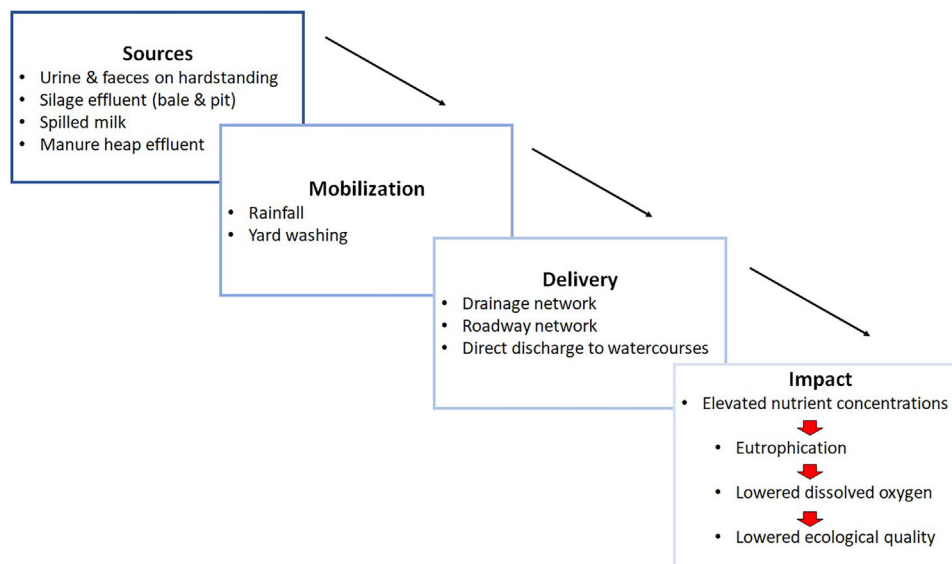 Sources
• Urine & faeces on hardstanding
• Silage effluent (bale & pit)
• Spilled milk
• Manure heap effluent
Mobilization
• Rainfall
• Yard washing
Delivery
• Drainage network
• Roadway network
• Direct discharge to watercourses
Impact
• Elevated nutrient concentrations
• Eutrophication
• Lowered dissolved oxygen
• Lowered ecological quality